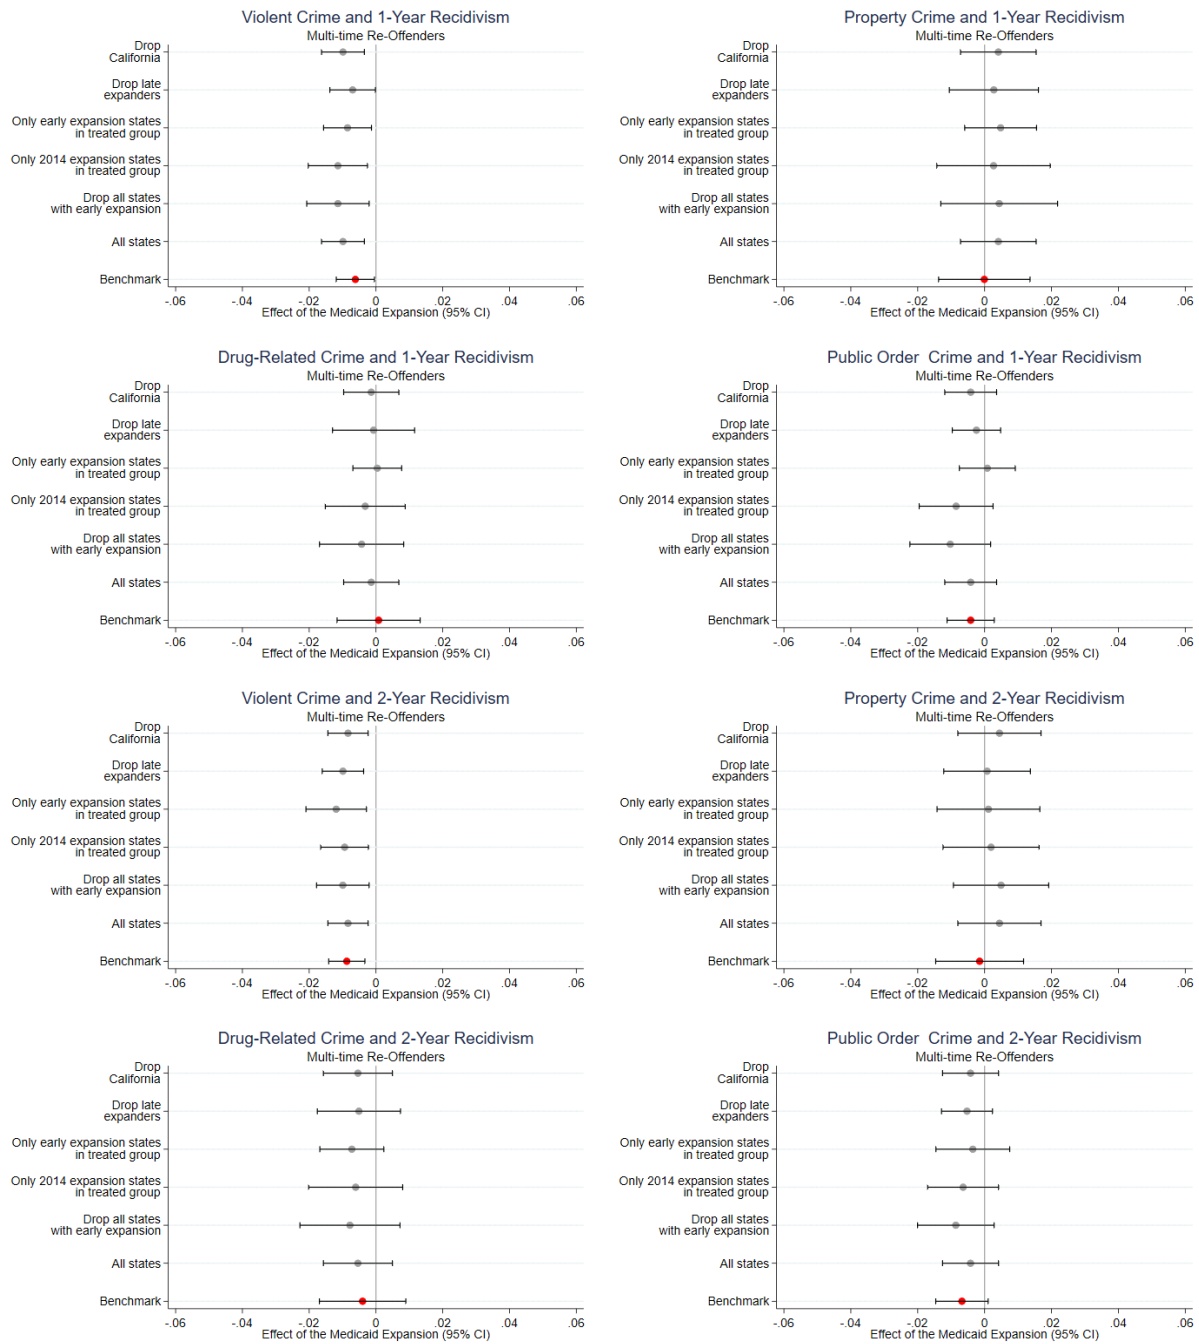 Violent Crime and 1-Year Recidivism
Multi-time Re-Offenders
Drop
California
Drop late
expanders
Only early expansion states
in treated group
Only 2014 expansion states
in treated group
Drop all states
with early expansion
All states
Benchmark
-.06 -.04 -.02 0 .02 .04 .06
Effect of the Medicaid Expansion (95% CI)
Property Crime and 1-Year Recidivism
Multi-time Re-Offenders
Drop
California
Drop late
expanders
Only early expansion states
in treated group
Only 2014 expansion states
in treated group
Drop all states
with early expansion
All states
Benchmark
-.06 -.04 -.02 0 .02 .04 .06
Effect of the Medicaid Expansion (95% CI)
Drug-Related Crime and 1-Year Recidivism
Multi-time Re-Offenders
Drop
California
Drop late
expanders
Only early expansion states
in treated group
Only 2014 expansion states
in treated group
Drop all states
with early expansion
All states
Benchmark
-.06 -.04 -.02 0 .02 .04 .06
Effect of the Medicaid Expansion (95% CI)
Public Order Crime and 1-Year Recidivism
Multi-time Re-Offenders
Drop
California
Drop late
expanders
Only early expansion states
in treated group
Only 2014 expansion states
in treated group
Drop all states
with early expansion
All states
Benchmark
-.06 -.04 -.02 0 .02 .04 .06
Effect of the Medicaid Expansion (95% CI)
Violent Crime and 2-Year Recidivism
Multi-time Re-Offenders
Drop
California
Drop late
expanders
Only early expansion states
in treated group
Only 2014 expansion states
in treated group
Drop all states
with early expansion
All states
Benchmark
-.06 -.04 -.02 0 .02 .04 .06
Effect of the Medicaid Expansion (95% CI)
Property Crime and 2-Year Recidivism
Multi-time Re-Offenders
Drop
California
Drop late
expanders
Only early expansion states
in treated group
Only 2014 expansion states
in treated group
Drop all states
with early expansion
All states
Benchmark
-.06 -.04 -.02 0 .02 .04 .06
Effect of the Medicaid Expansion (95% CI)
Drug-Related Crime and 2-Year Recidivism
Multi-time Re-Offenders
Drop
California
Drop late
expanders
Only early expansion states
in treated group
Only 2014 expansion states
in treated group
Drop all states
with early expansion
All states
Benchmark
-.06 -.04 -.02 0 .02 .04 .06
Effect of the Medicaid Expansion (95% CI)
Public Order Crime and 2-Year Recidivism
Multi-time Re-Offenders
Drop
California
Drop late
expanders
Only early expansion states
in treated group
Only 2014 expansion states
in treated group
Drop all states
with early expansion
All states
Benchmark
-.06 -.04 -.02 0 .02 .04 .06
Effect of the Medicaid Expansion (95% CI)